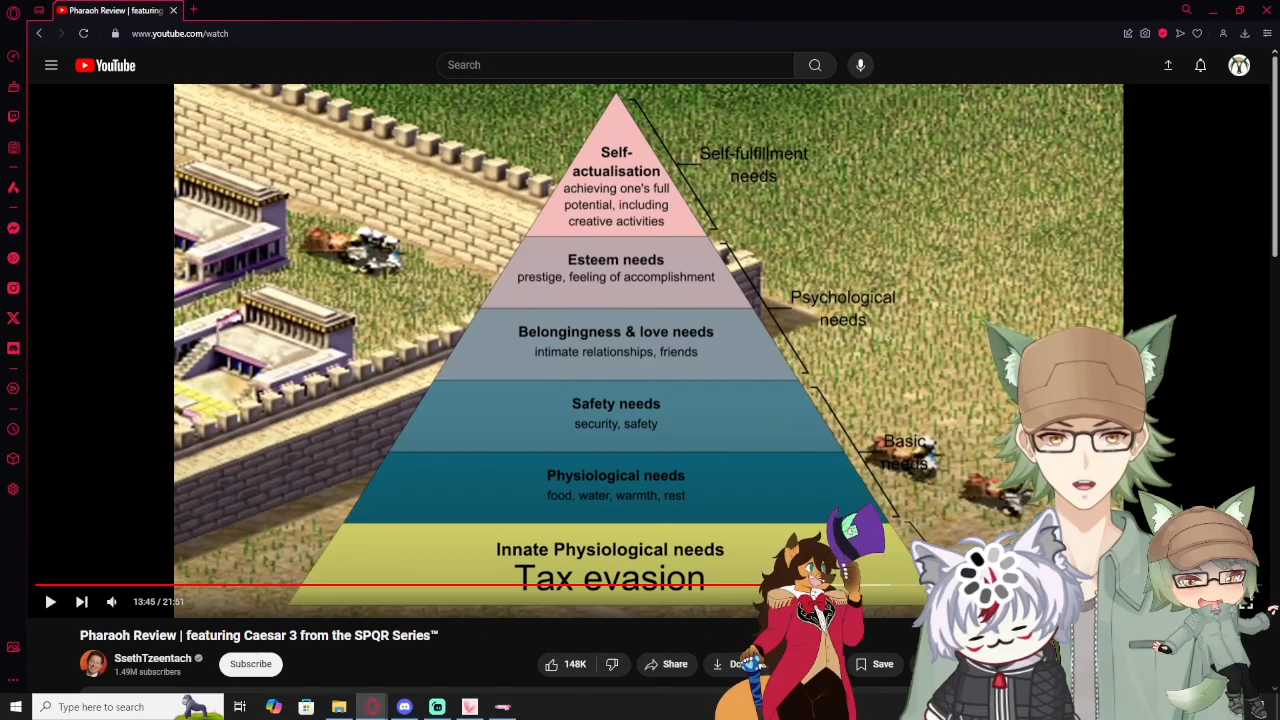 Pharaoh Review | featuring
www.youtube.com/watch
YouTube
Search
Self-
actualisation
achieving one's full
potential, including
creative activities
Self-fulfillment
needs
Esteem needs
prestige, feeling of accomplishment
Psychological
needs
Belongingness & love needs
intimate relationships, friends
Safety needs
security, safety
Basic
needs
Physiological needs
food, water, warmth, rest
Innate Physiological needs
Tax evasion
13:45 / 21:51
Pharaoh Review | featuring Caesar 3 from the SPQR Series™
SsethTzeentach
1.49M subscribers
Subscribe
148K
Share
Save
Type here to search